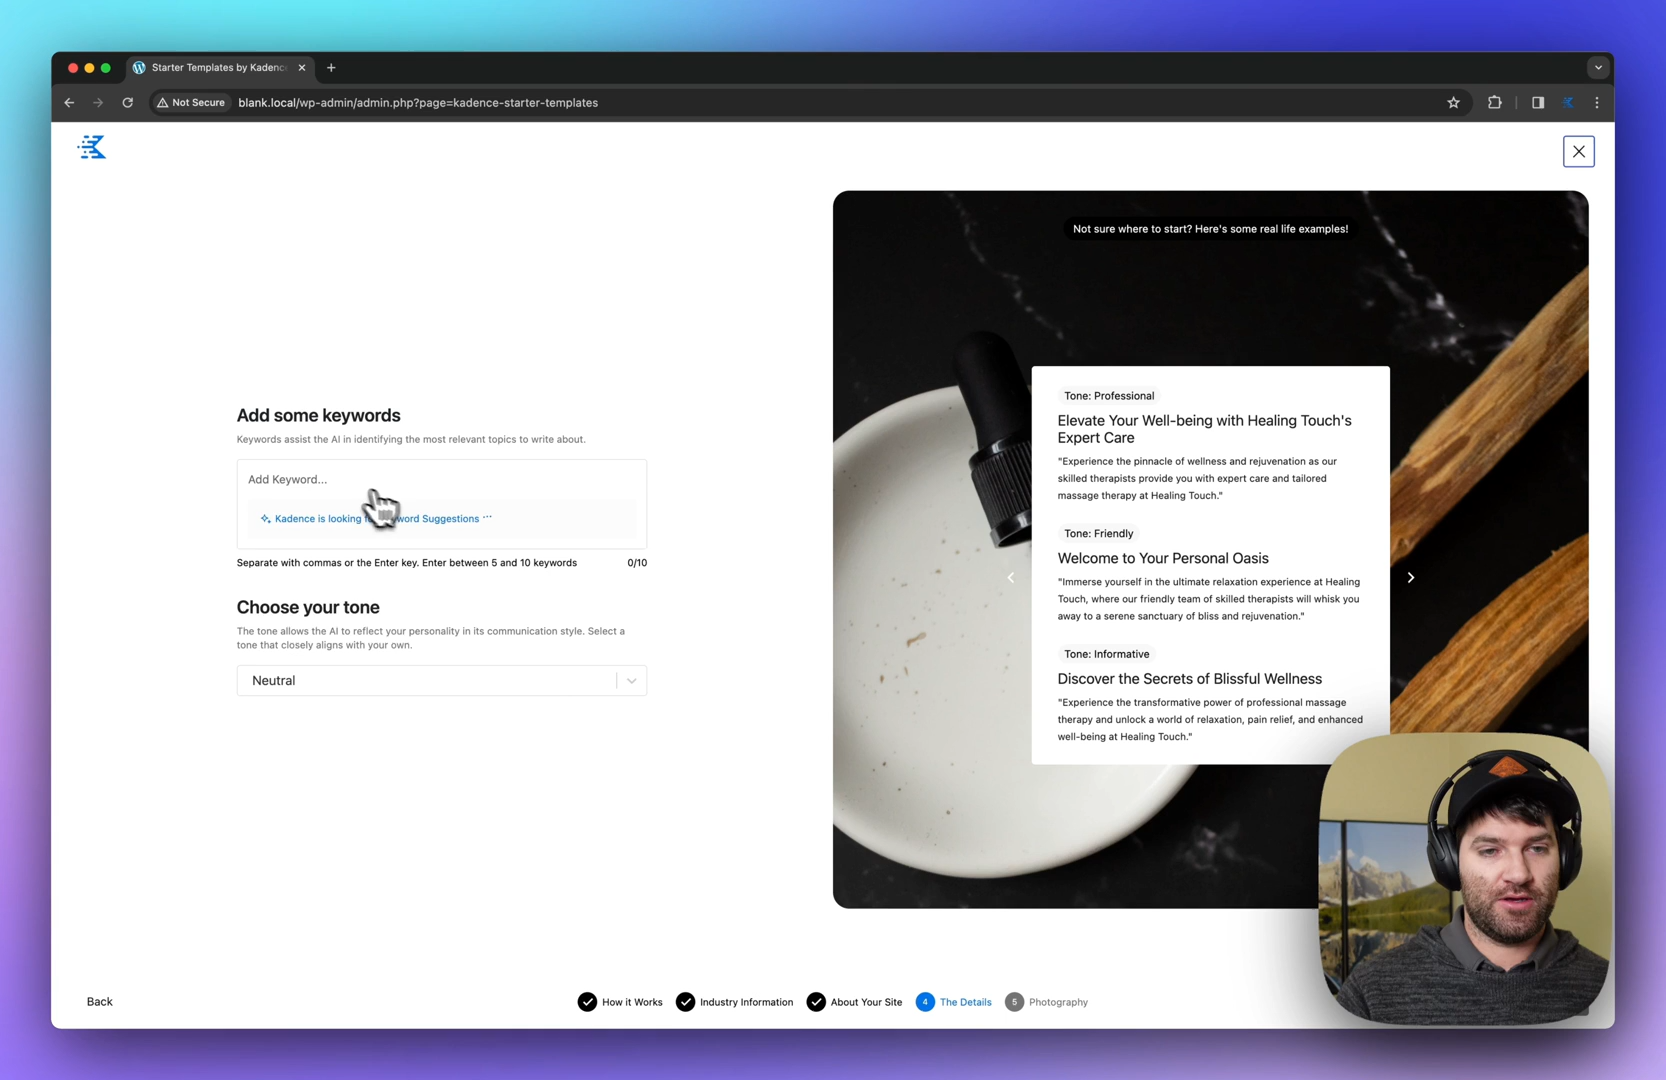 Starter Templates by Kadence
Not Secure
blank.local/wp-admin/admin.php?page=kadence-starter-templates
Add some keywords
Keywords assist the AI in identifying the most relevant topics to write about.
Add Keyword...
Kadence is looking Suggestions ...
Separate with commas or the Enter key. Enter between 5 and 10 keywords
0/10
Choose your tone
The tone allows the AI to reflect your personality in its communication style. Select a
tone that closely aligns with your own.
Neutral
Not sure where to start? Here's some real life examples!
Tone: Professional
Elevate Your Well-being with Healing Touch's
Expert Care
"Experience the pinnacle of wellness and rejuvenation as our
skilled therapists provide you with expert care and tailored
massage therapy at Healing Touch."
Tone: Friendly
Welcome to Your Personal Oasis
"Immerse yourself in the ultimate relaxation experience at Healing
Touch, where our friendly team of skilled therapists will whisk you
away to a serene sanctuary of bliss and rejuvenation."
Tone: Informative
Discover the Secrets of Blissful Wellness
"Experience the transformative power of professional massage
therapy and unlock a world of relaxation, pain relief, and enhanced
well-being at Healing Touch."
Back
How it Works
Industry Information
About Your Site
4 The Details
5 Photography